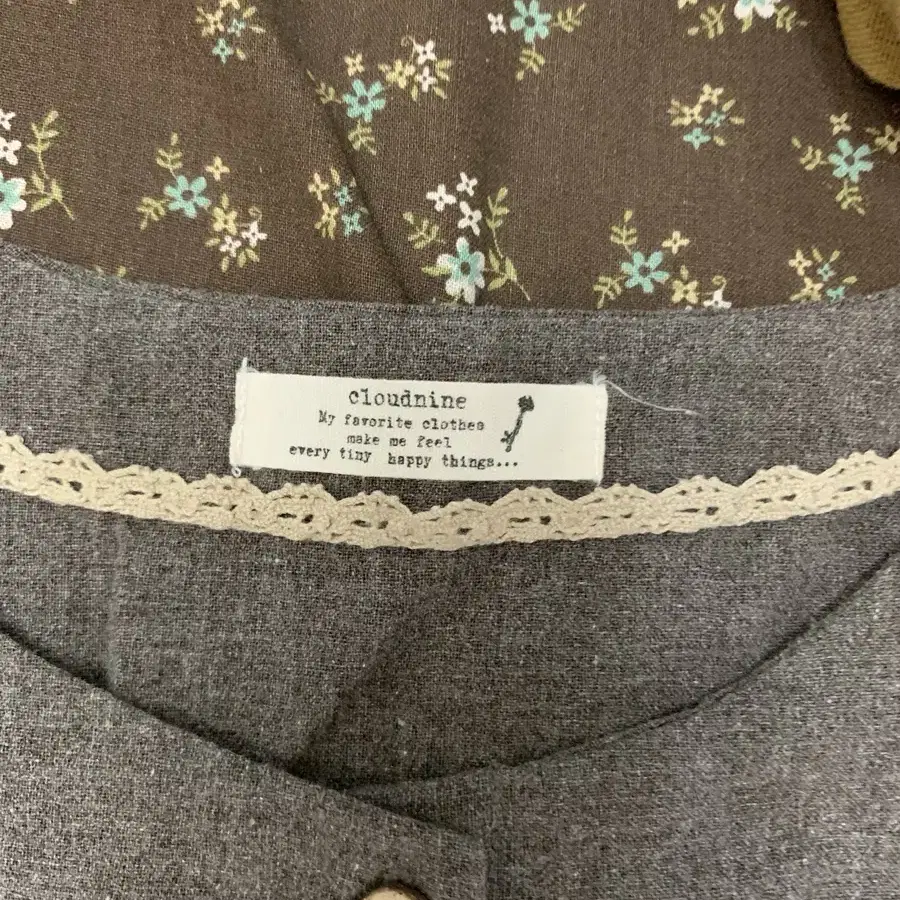 cloudnine
My favorite clothes
make me feel
every tiny happy things...